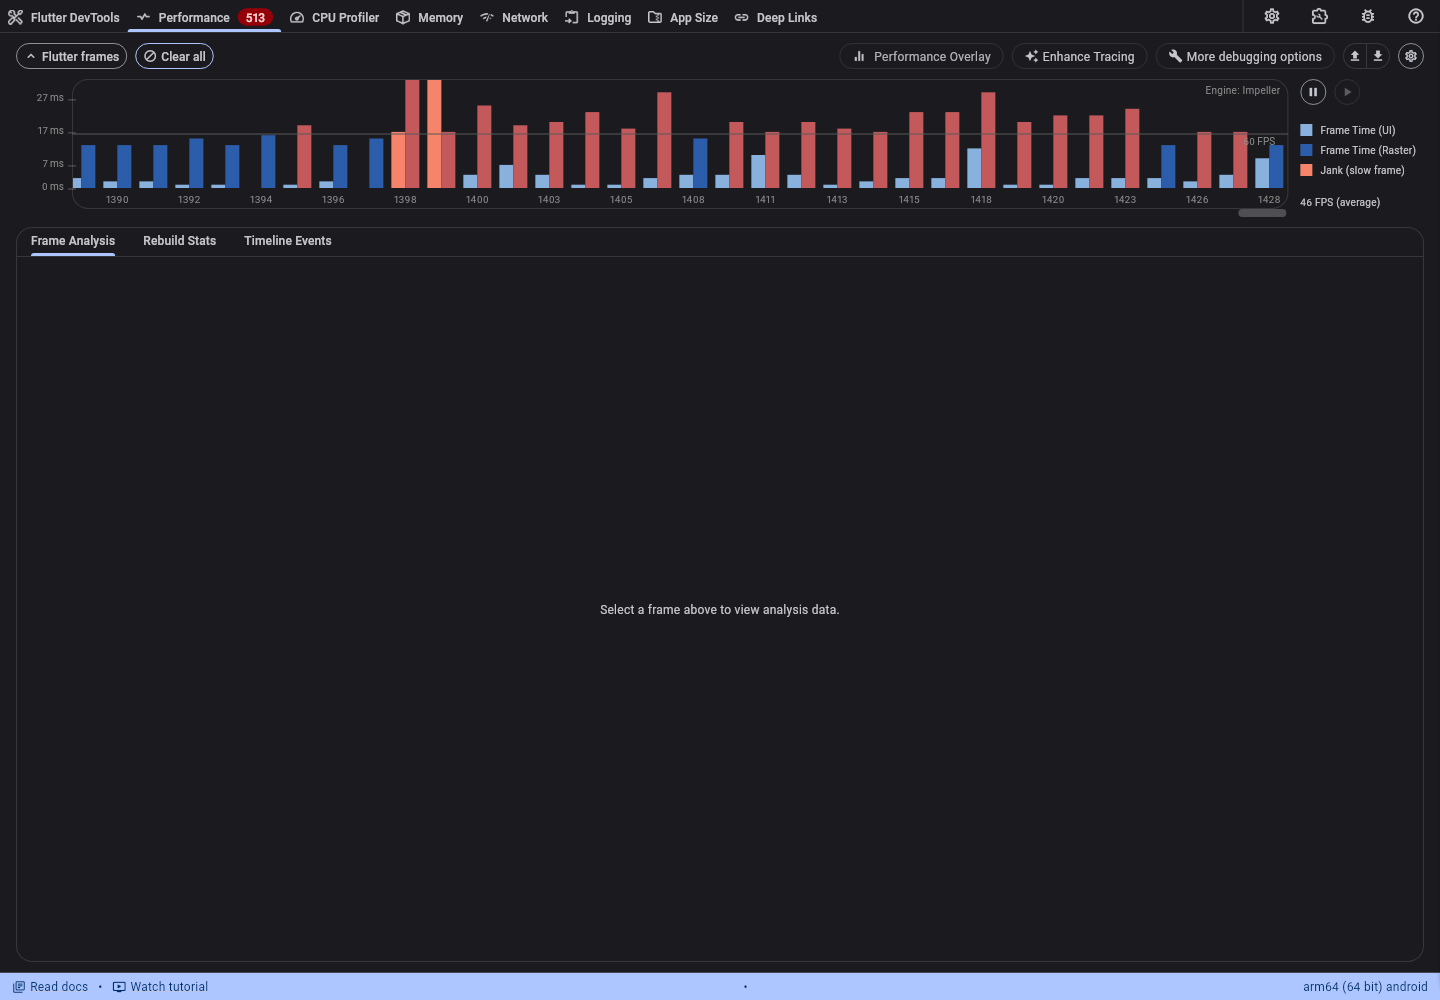 Flutter DevTools Performance 513 CPU Profiler Memory Network Logging App Size Deep Links
Flutter frames Clear all Performance Overlay Enhance Tracing More debugging options
Engine: Impeller
27 ms
17 ms
7 ms
0 ms
60 FPS
1390 1392 1394 1396 1398 1400 1403 1405 1408 1411 1413 1415 1418 1420 1423 1426 1428
Frame Time (UI)
Frame Time (Raster)
Jank (slow frame)
46 FPS (average)
Frame Analysis Rebuild Stats Timeline Events
Select a frame above to view analysis data.
Read docs • Watch tutorial • arm64 (64 bit) android